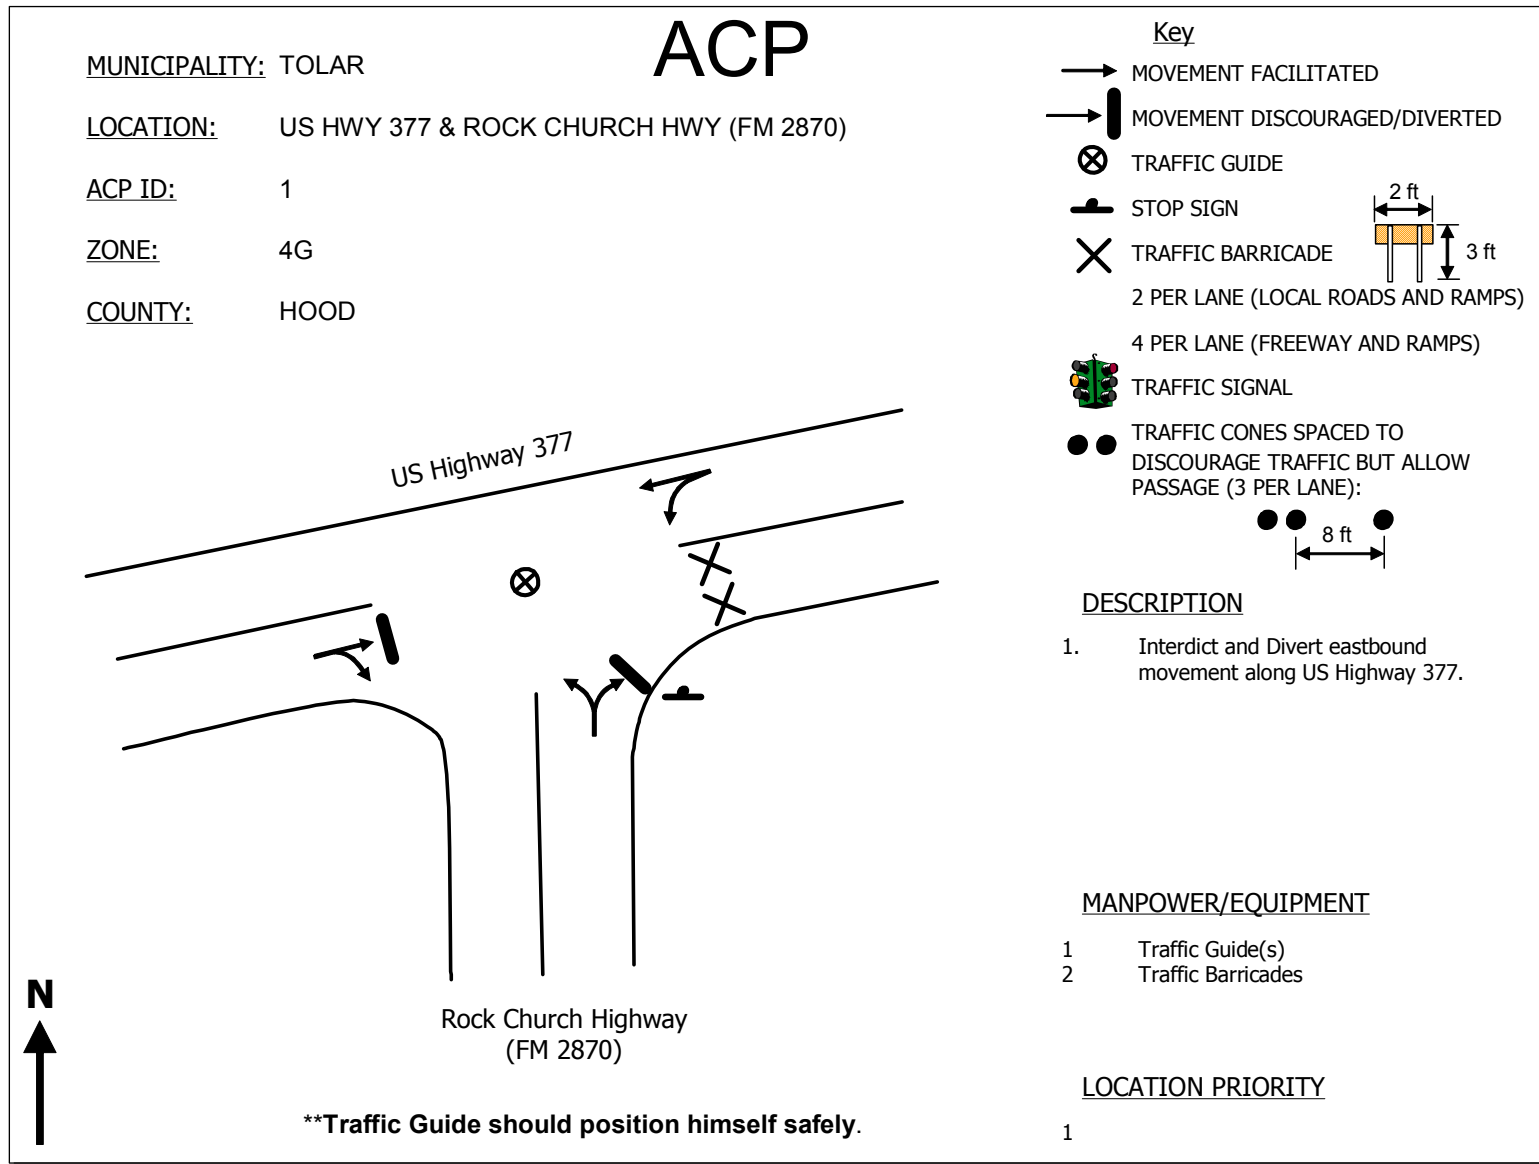 ACP
MUNICIPALITY: TOLAR
LOCATION: US HWY 377 & ROCK CHURCH HWY (FM 2870)
ACP ID: 1
ZONE: 4G
COUNTY: HOOD
Key
MOVEMENT FACILITATED
MOVEMENT DISCOURAGED/DIVERTED
TRAFFIC GUIDE
STOP SIGN
2 ft
TRAFFIC BARRICADE
3 ft
2 PER LANE (LOCAL ROADS AND RAMPS)
4 PER LANE (FREEWAY AND RAMPS)
TRAFFIC SIGNAL
TRAFFIC CONES SPACED TO
DISCOURAGE TRAFFIC BUT ALLOW
PASSAGE (3 PER LANE):
8 ft
US Highway 377
DESCRIPTION
1. Interdict and Divert eastbound
movement along US Highway 377.
MANPOWER/EQUIPMENT
1 Traffic Guide(s)
2 Traffic Barricades
LOCATION PRIORITY
1
N
Rock Church Highway
(FM 2870)
**Traffic Guide should position himself safely.